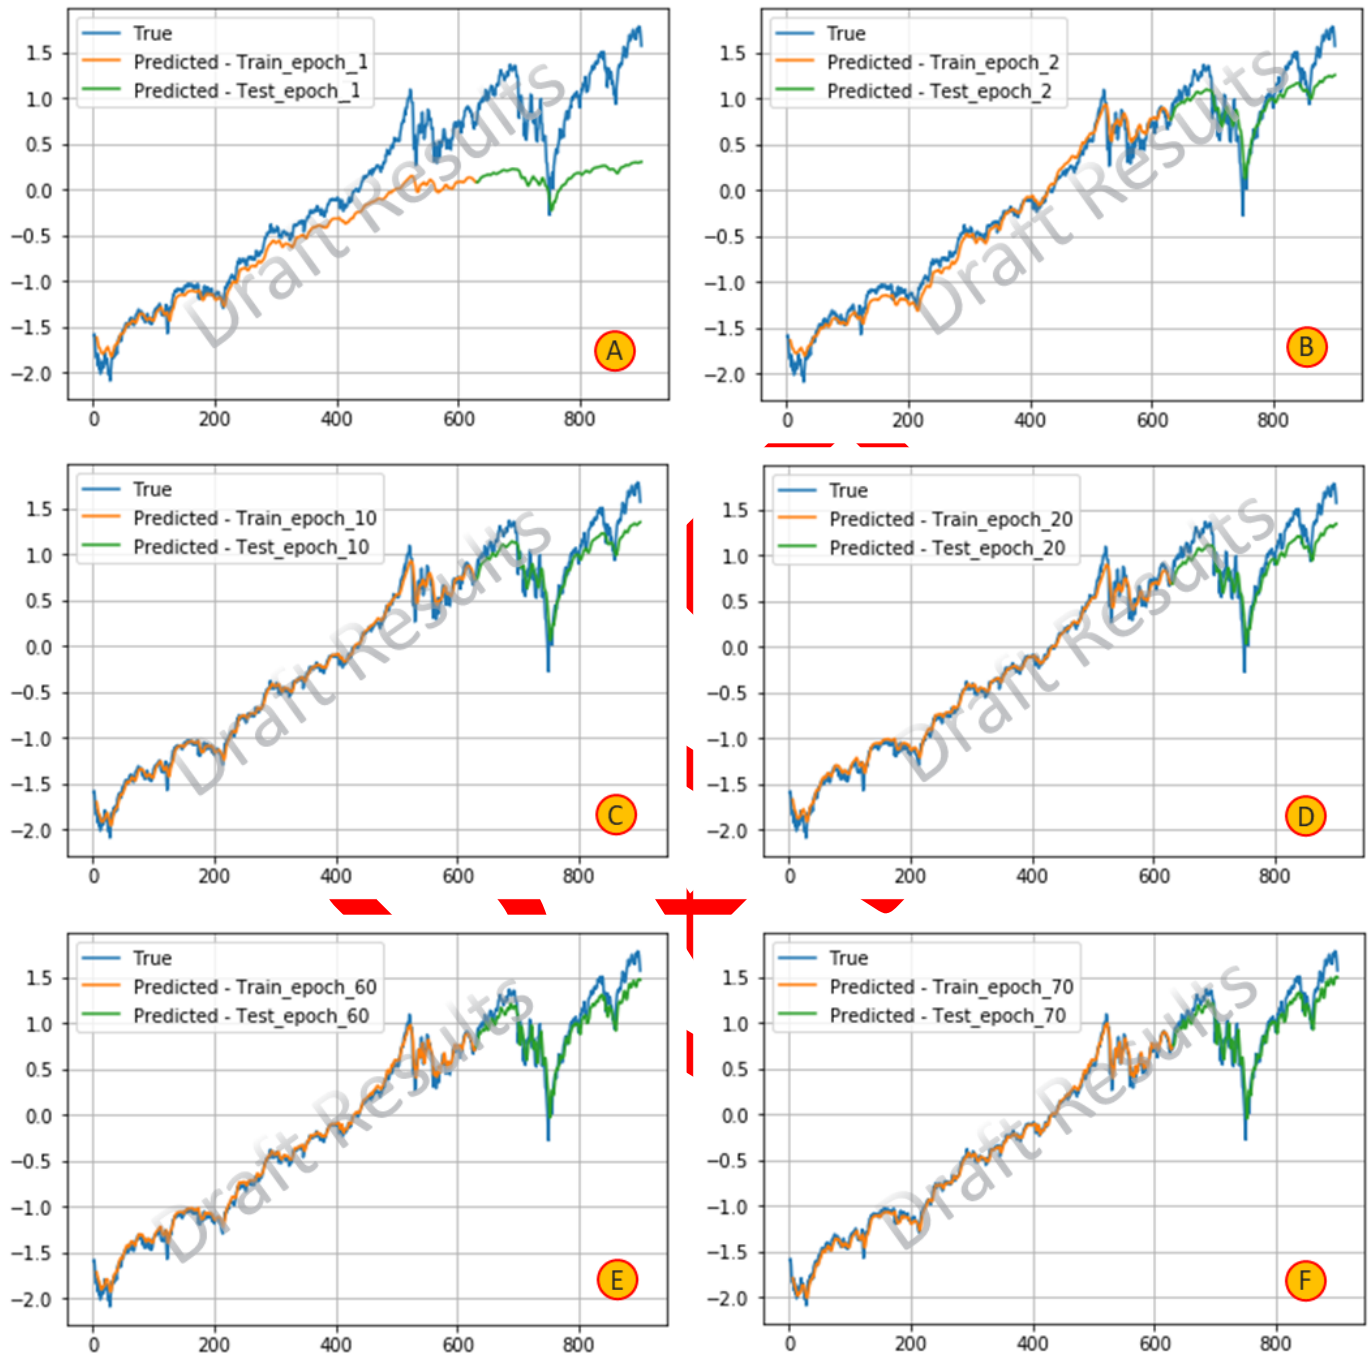 True
Predicted - Train_epoch_1
Predicted - Test_epoch_1
1.5
1.0
0.5
0.0
−0.5
−1.0
−1.5
−2.0
0 200 400 600 800
Draft Results
A
True
Predicted - Train_epoch_2
Predicted - Test_epoch_2
1.5
1.0
0.5
0.0
−0.5
−1.0
−1.5
−2.0
0 200 400 600 800
Draft Results
B
True
Predicted - Train_epoch_10
Predicted - Test_epoch_10
1.5
1.0
0.5
0.0
−0.5
−1.0
−1.5
−2.0
0 200 400 600 800
Draft Results
C
True
Predicted - Train_epoch_20
Predicted - Test_epoch_20
1.5
1.0
0.5
0.0
−0.5
−1.0
−1.5
−2.0
0 200 400 600 800
Draft Results
D
True
Predicted - Train_epoch_60
Predicted - Test_epoch_60
1.5
1.0
0.5
0.0
−0.5
−1.0
−1.5
−2.0
0 200 400 600 800
Draft Results
E
True
Predicted - Train_epoch_70
Predicted - Test_epoch_70
1.5
1.0
0.5
0.0
−0.5
−1.0
−1.5
−2.0
0 200 400 600 800
Draft Results
F